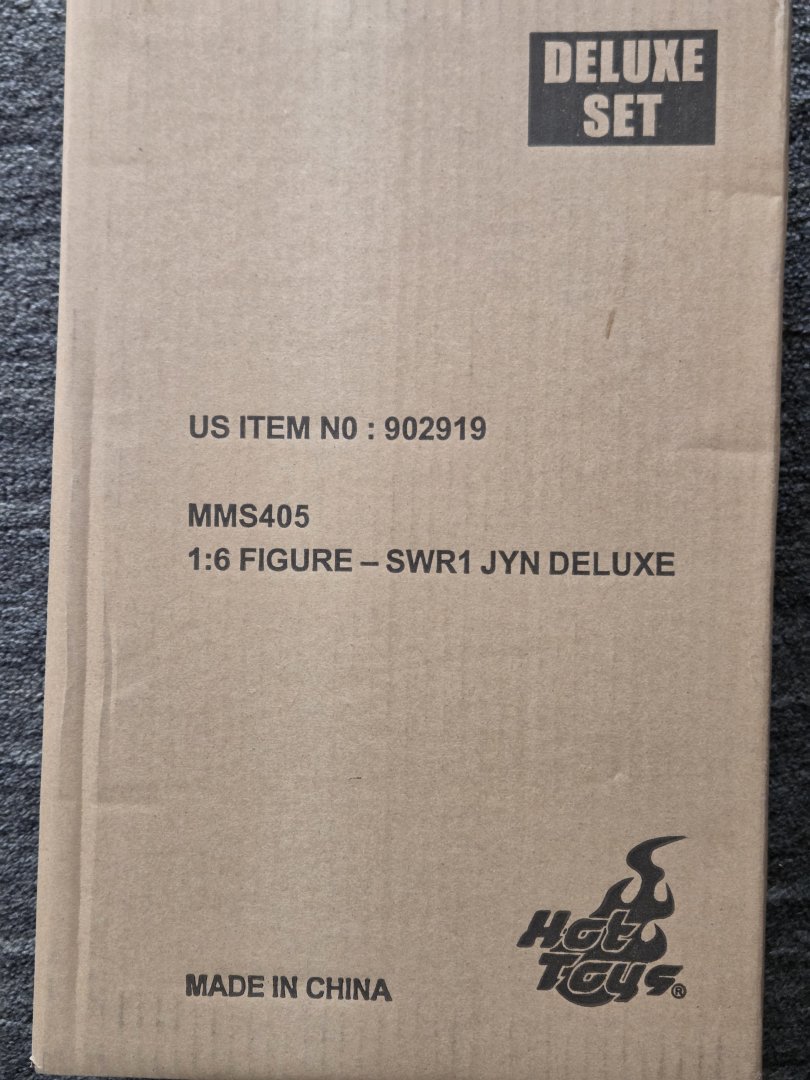 DELUXE
SET
US ITEM N0 : 902919
MMS405
1:6 FIGURE – SWR1 JYN DELUXE
Hot
Toys®
MADE IN CHINA